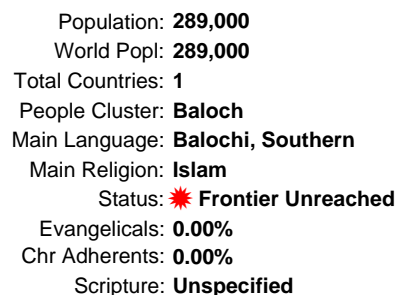 Population: 289,000
World Popl: 289,000
Total Countries: 1
People Cluster: Baloch
Main Language: Balochi, Southern
Main Religion: Islam
Status: Frontier Unreached
Evangelicals: 0.00%
Chr Adherents: 0.00%
Scripture: Unspecified